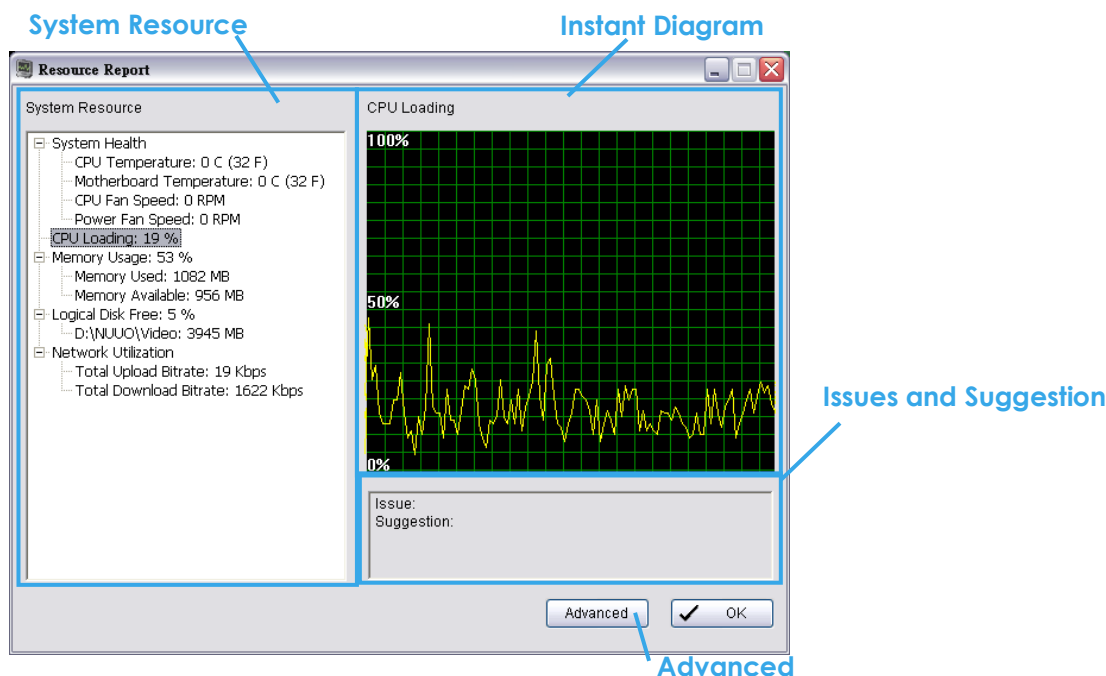 System Resource
Instant Diagram
Resource Report
System Resource
System Health
CPU Temperature: 0 C (32 F)
Motherboard Temperature: 0 C (32 F)
CPU Fan Speed: 0 RPM
Power Fan Speed: 0 RPM
CPU Loading: 19 %
Memory Usage: 53 %
Memory Used: 1082 MB
Memory Available: 956 MB
Logical Disk Free: 5 %
D:\NUUO\Video: 3945 MB
Network Utilization
Total Upload Bitrate: 19 Kbps
Total Download Bitrate: 1622 Kbps
CPU Loading
100%
50%
0%
Issues and Suggestion
Issue:
Suggestion:
Advanced
OK
Advanced